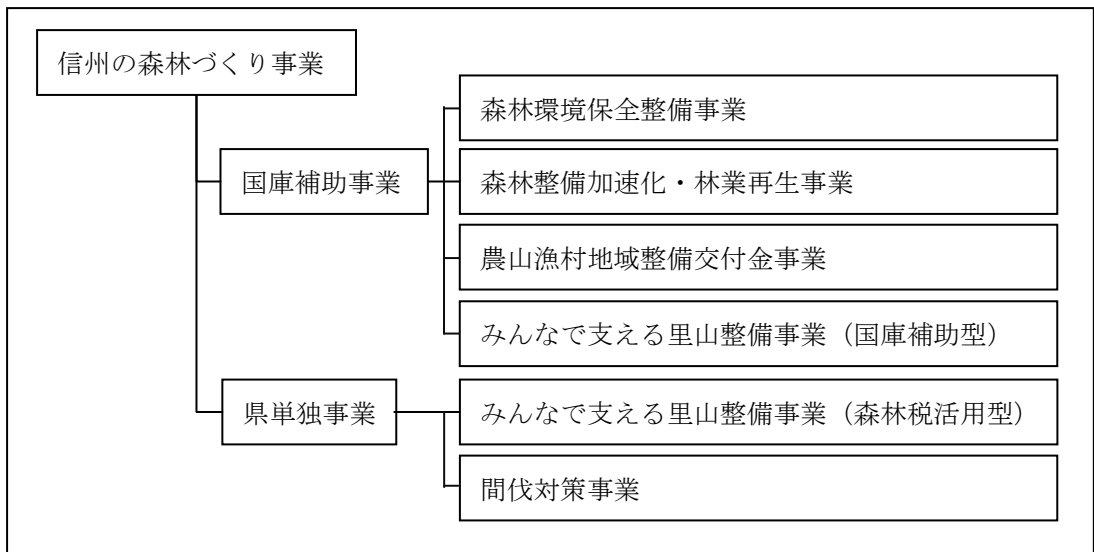 信州の森林づくり事業
国庫補助事業
森林環境保全整備事業
森林整備加速化・林業再生事業
農山漁村地域整備交付金事業
みんなで支える里山整備事業（国庫補助型）
県単独事業
みんなで支える里山整備事業（森林税活用型）
間伐対策事業